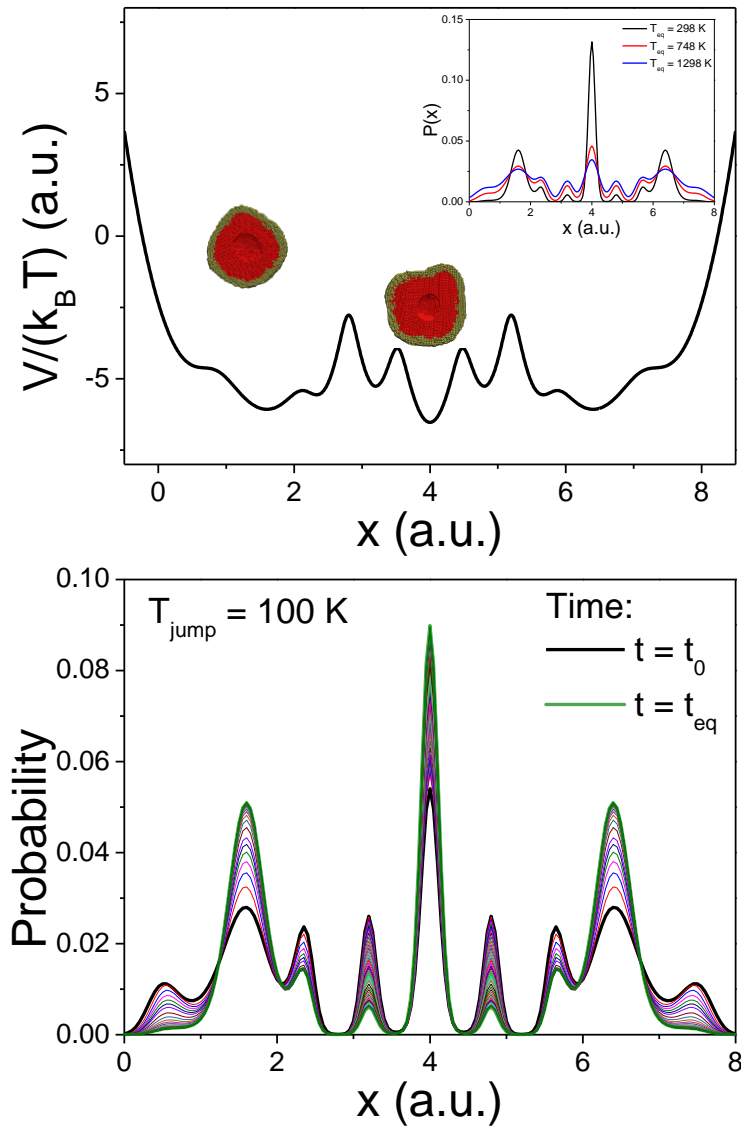 V/(k_B T) (a.u.)
5
0
-5
0
2
4
6
8
x (a.u.)
P(x)
0.15
0.10
0.05
0.00
0
2
4
6
8
x (a.u.)
T_eq = 298 K
T_eq = 748 K
T_eq = 1298 K
Probability
0.10
0.08
0.06
0.04
0.02
0.00
0
2
4
6
8
x (a.u.)
T_jump = 100 K
Time:
t = t_0
t = t_eq